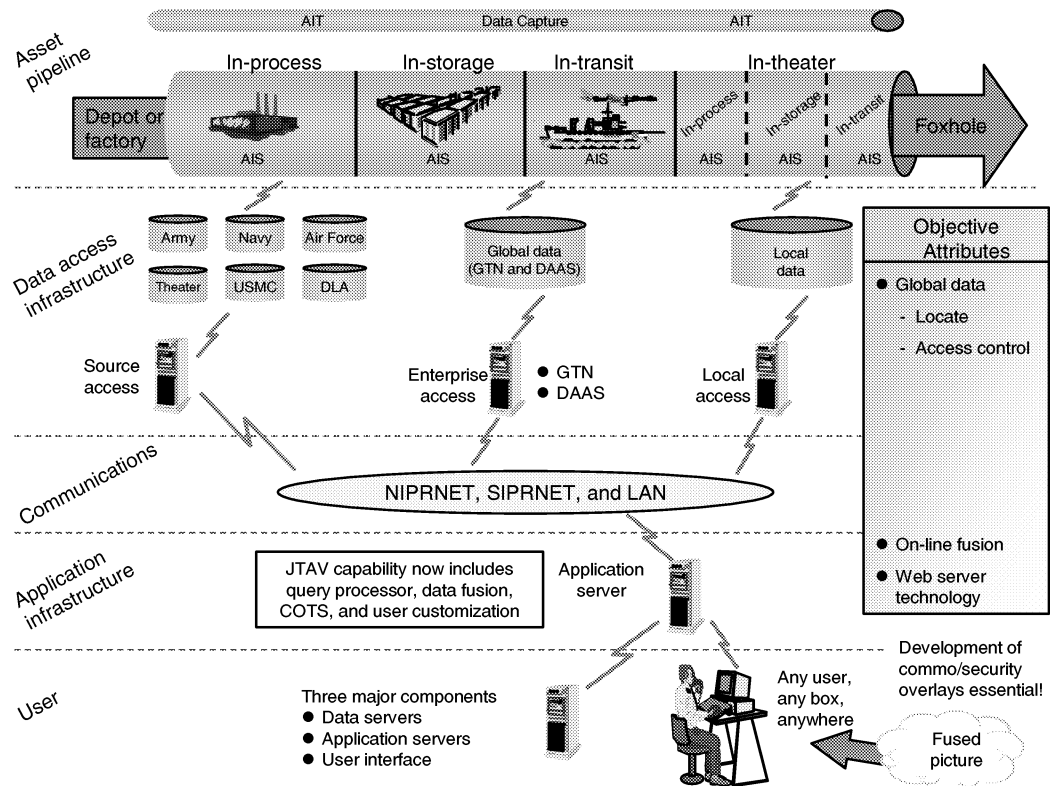 AIT Data Capture AIT
Asset
pipeline
In-process In-storage In-transit In-theater
Depot or
factory
In-process In-storage In-transit
Foxhole
AIS AIS AIS AIS AIS AIS
Data access
infrastructure
Army Navy Air Force
Theater USMC DLA
Global data
(GTN and DAAS)
Local
data
Source
access
Enterprise
access
● GTN
● DAAS
Local
access
Objective
Attributes
● Global data
- Locate
- Access control
● On-line fusion
● Web server
technology
Communications
NIPRNET, SIPRNET, and LAN
Application
infrastructure
JTAV capability now includes
query processor, data fusion,
COTS, and user customization
Application
server
User
Three major components
● Data servers
● Application servers
● User interface
Any user,
any box,
anywhere
Development of
commo/security
overlays essential!
Fused
picture